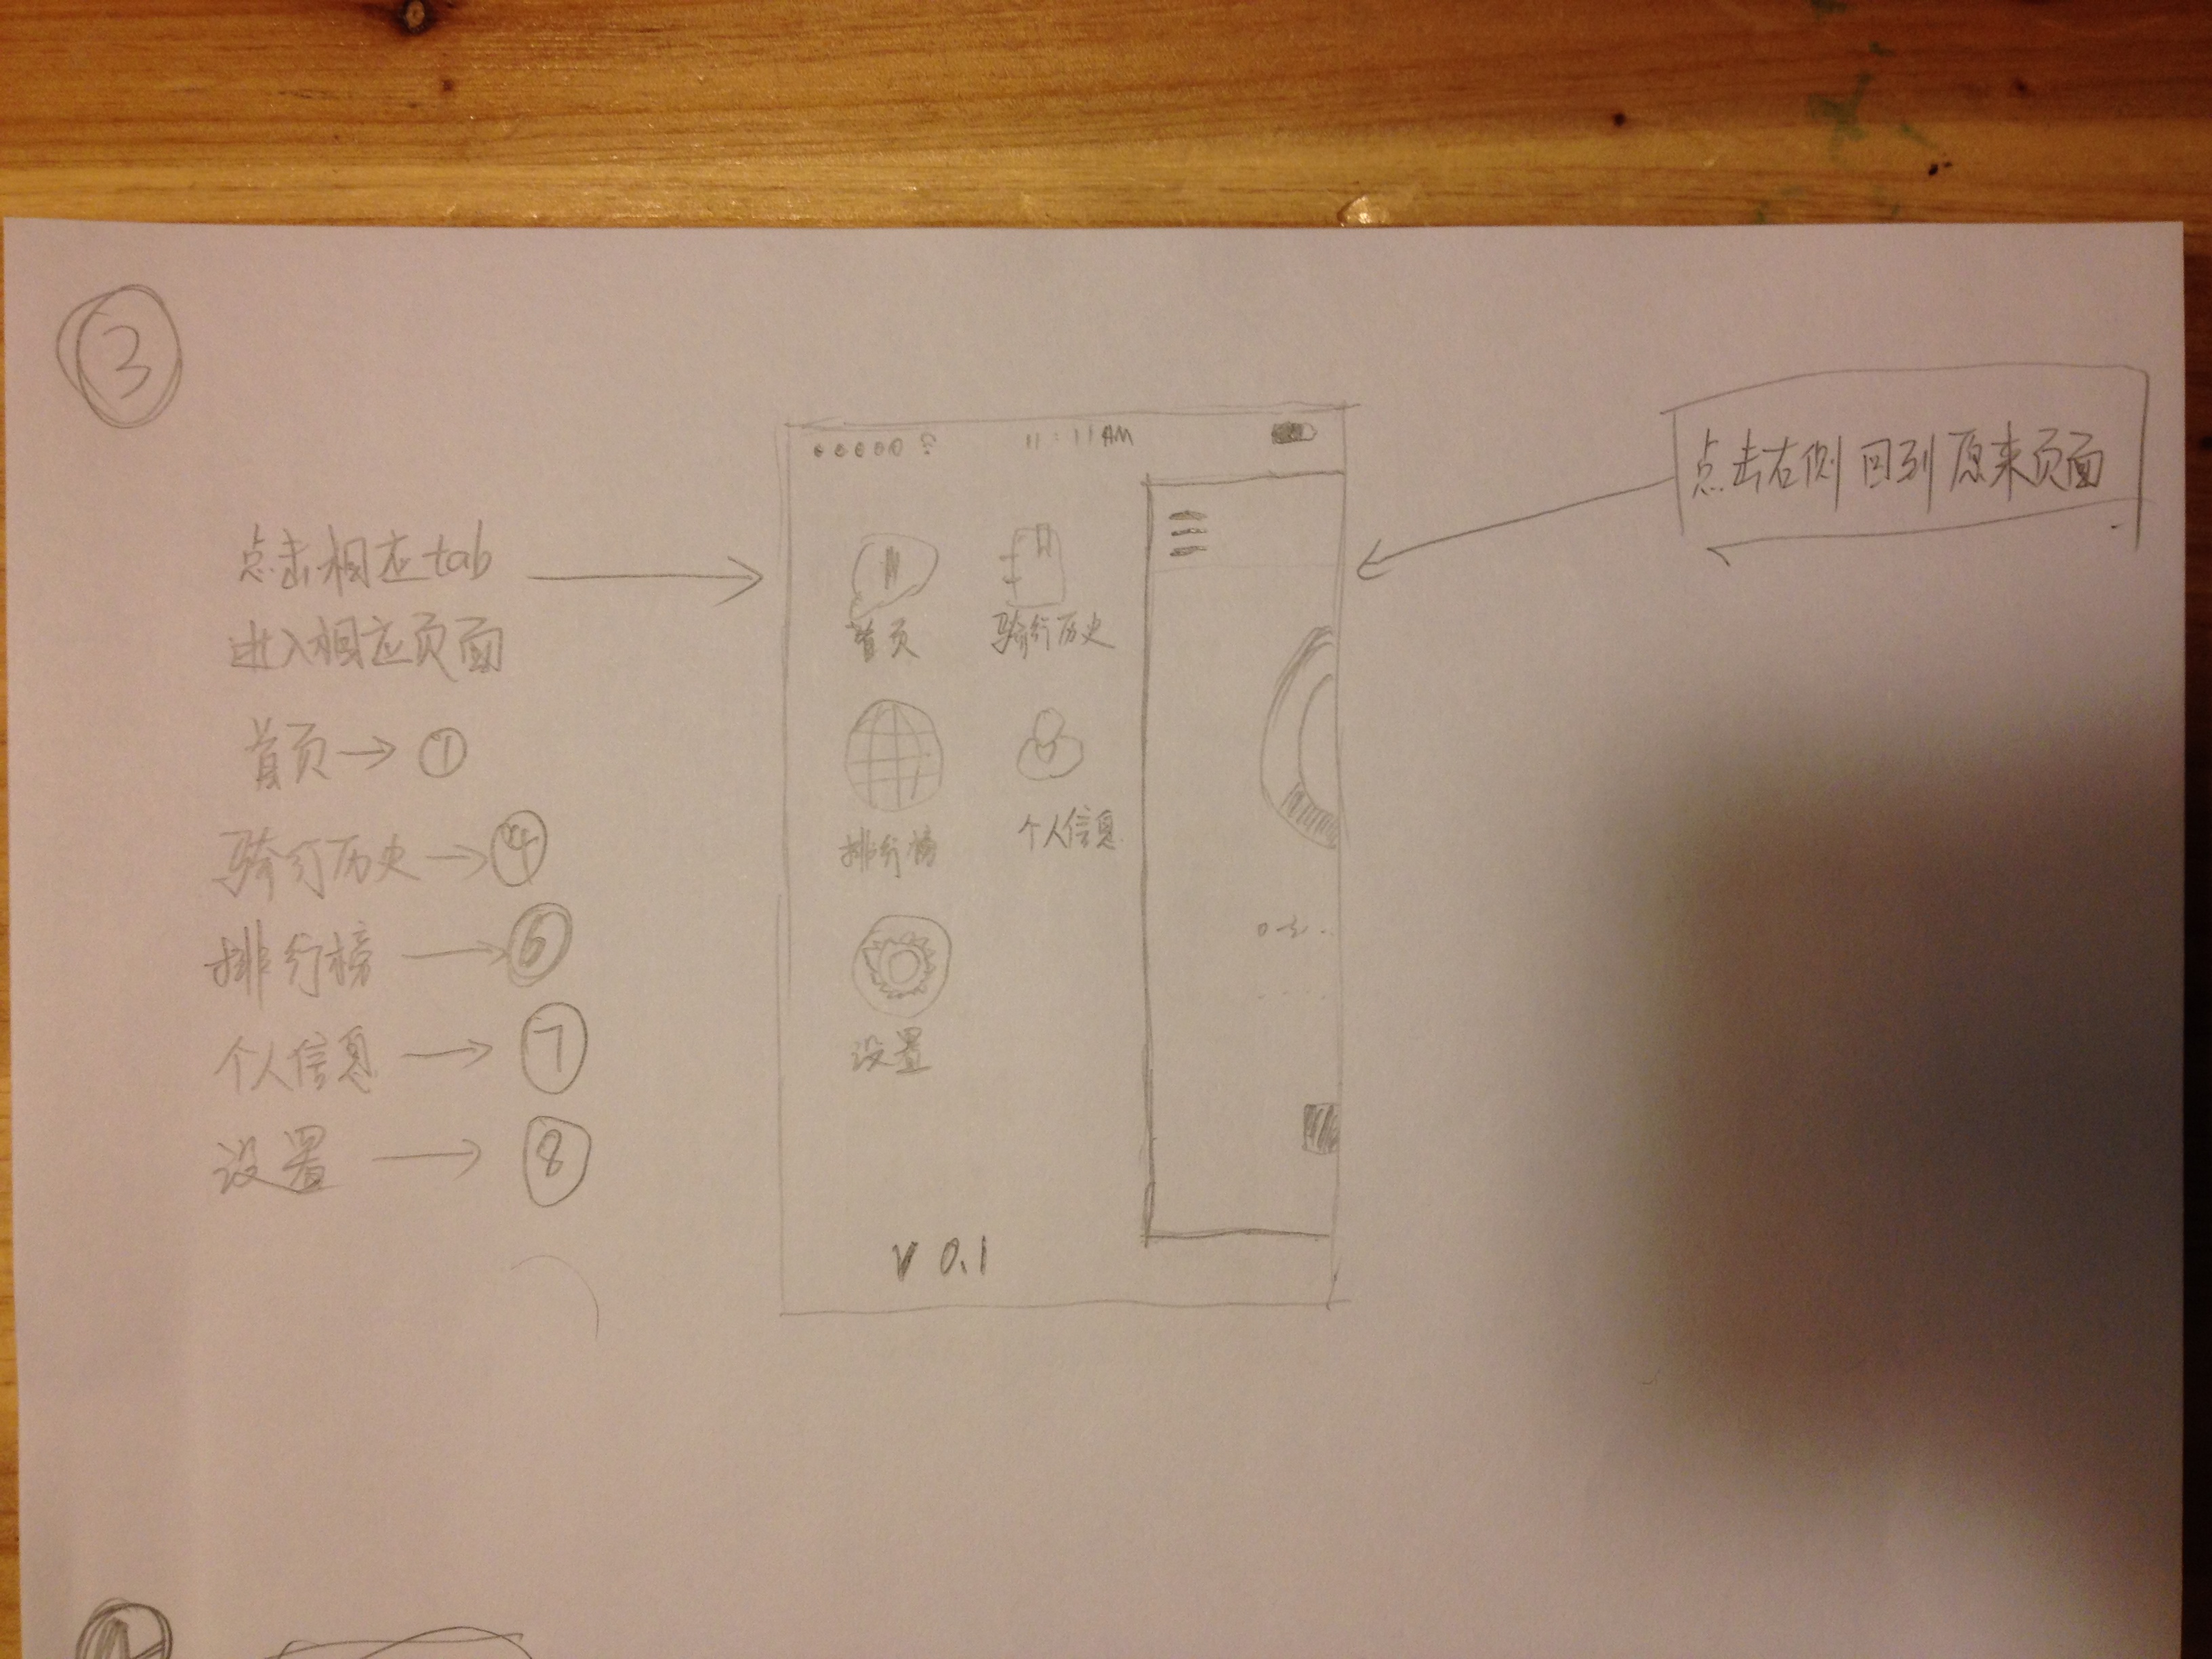 ③
点击相应tab
进入相应页面
首页→①
骑行历史→④
排行榜→⑥
个人信息→⑦
设置→⑧
11:11AM
首页 骑行历史
排行榜 个人信息
设置
V 0.1
点击右侧回到原来页面